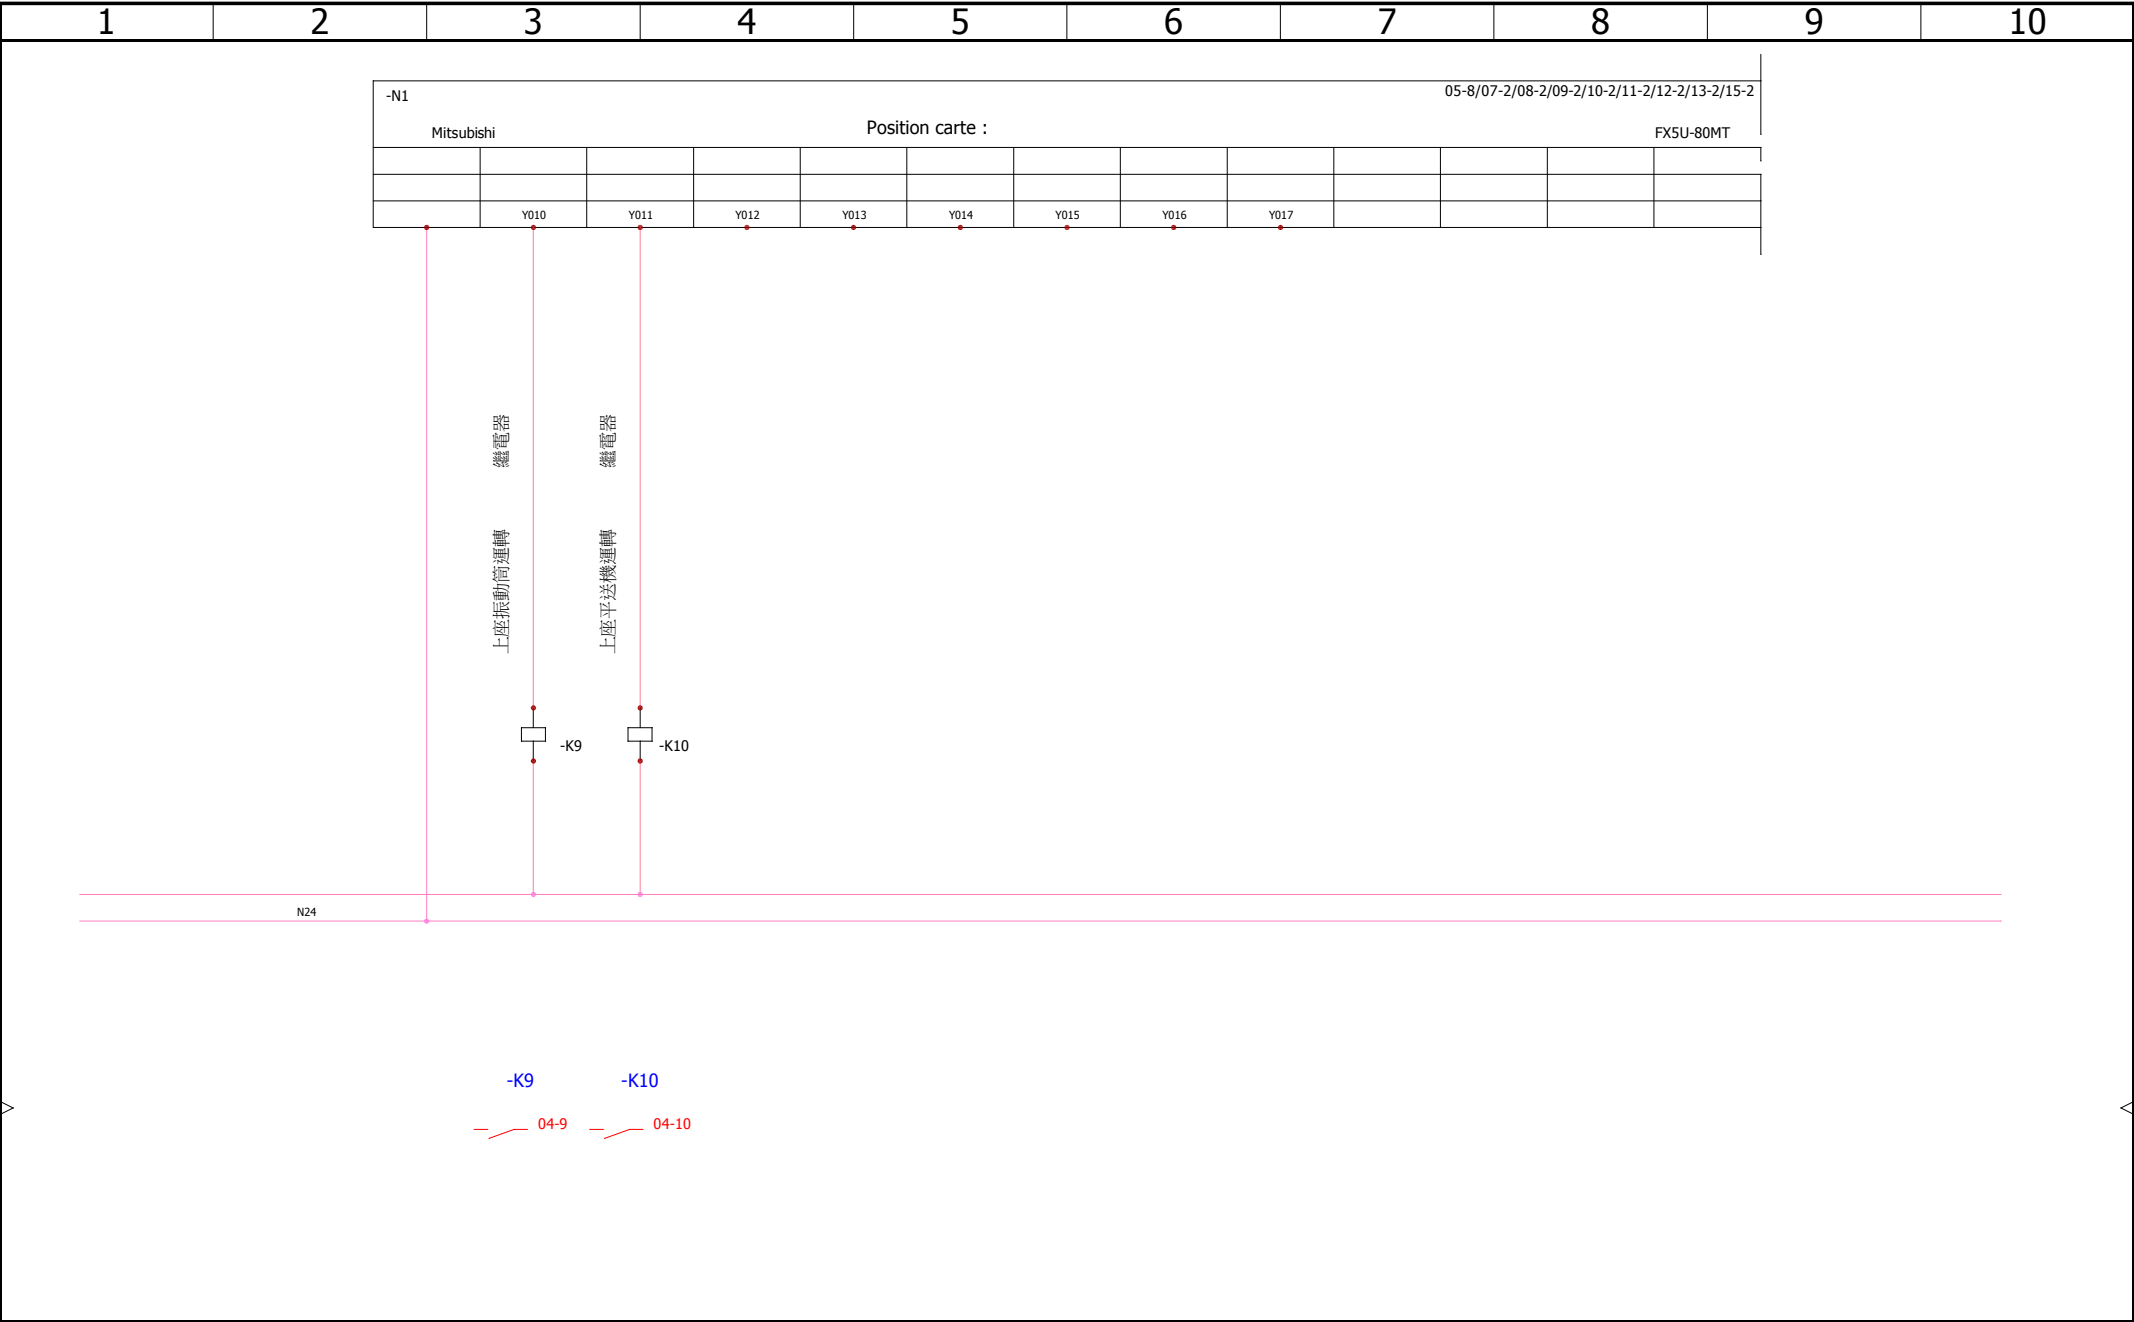 1 2 3 4 5 6 7 8 9 10
-N1 05-8/07-2/08-2/09-2/10-2/11-2/12-2/13-2/15-2
Mitsubishi Position carte : FX5U-80MT
Y010 Y011 Y012 Y013 Y014 Y015 Y016 Y017
上座振動筒運轉 繼電器
上座平送機運轉 繼電器
-K9 -K10
N24
-K9 -K10
04-9 04-10